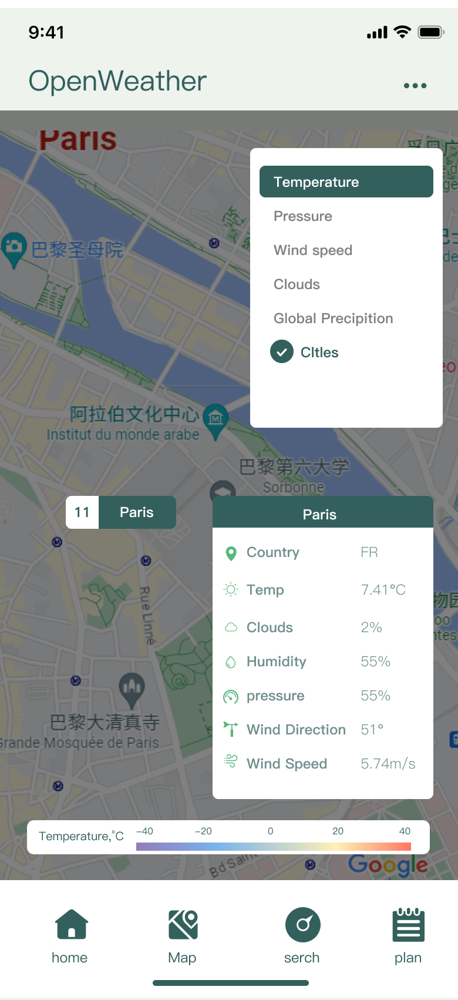 9:41
OpenWeather
Paris
Temperature
Pressure
Wind speed
Clouds
Global Precipition
Cltles
巴黎圣母院
阿拉伯文化中心
Institut du monde arabe
巴黎第六大学
Sorbonne
11 Paris
Paris
Country FR
Temp 7.41°C
Clouds 2%
Humidity 55%
pressure 55%
Wind Direction 51°
Wind Speed 5.74m/s
Rue Linné
物园
巴黎大清真寺
Grande Mosquée de Paris
Temperature,°C -40 -20 0 20 40
Google
home Map serch plan